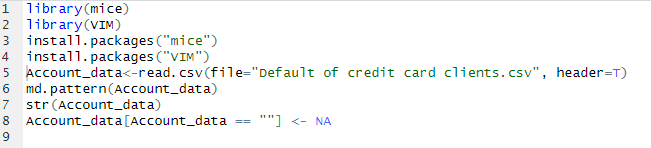 1 library(mice)
2 library(VIM)
3 install.packages("mice")
4 install.packages("VIM")
5 Account_data<-read.csv(file="Default of credit card clients.csv", header=T)
6 md.pattern(Account_data)
7 str(Account_data)
8 Account_data[Account_data == ""] <- NA
9